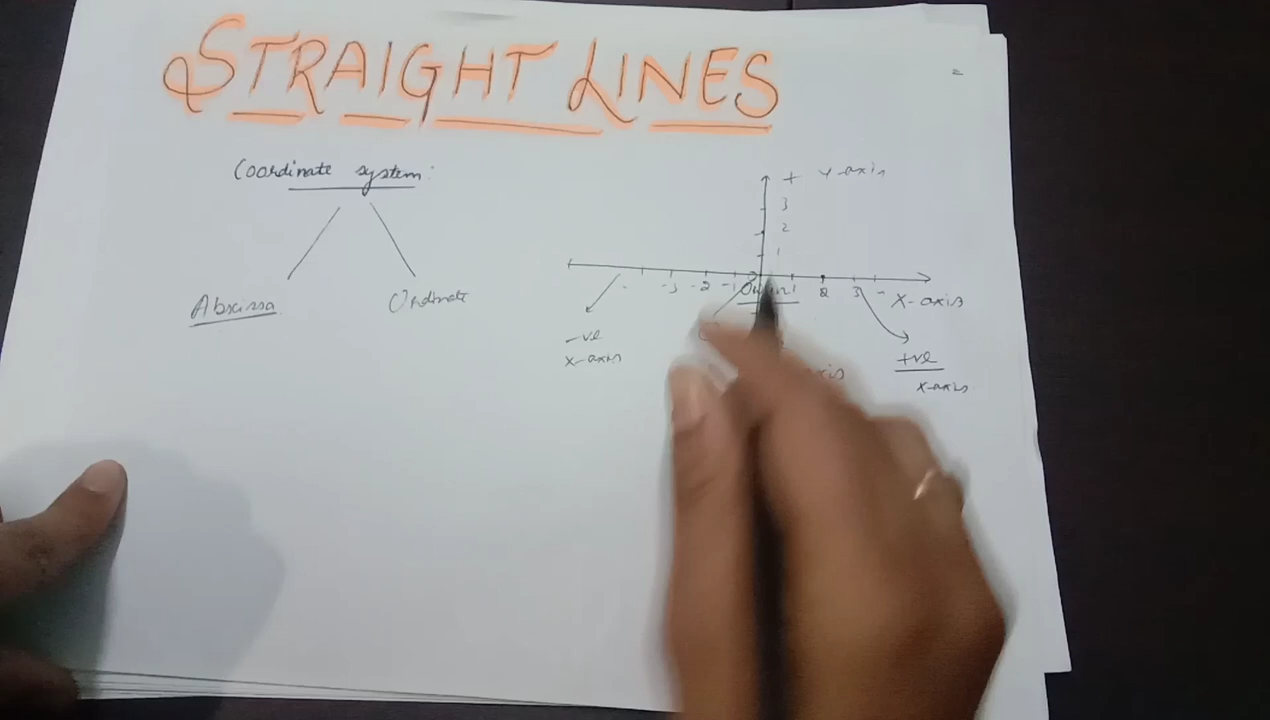 STRAIGHT LINES
Coordinate system:
Abscissa
Ordinate
+ Y-axis
3
2
1
-3 -2 -1
1 2 3
X-axis
-ve
x-axis
+ve
x-axis